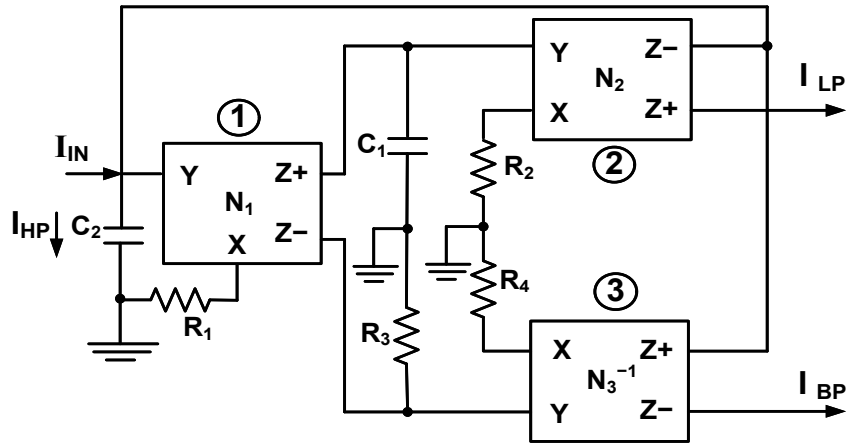 Y Z−
N2
X Z+
I LP
1
C1
2
IIN
Y Z+
N1
Z−
X
R2
IHP
C2
R4
3
R1
R3
X Z+
N3−1
Y Z−
I BP